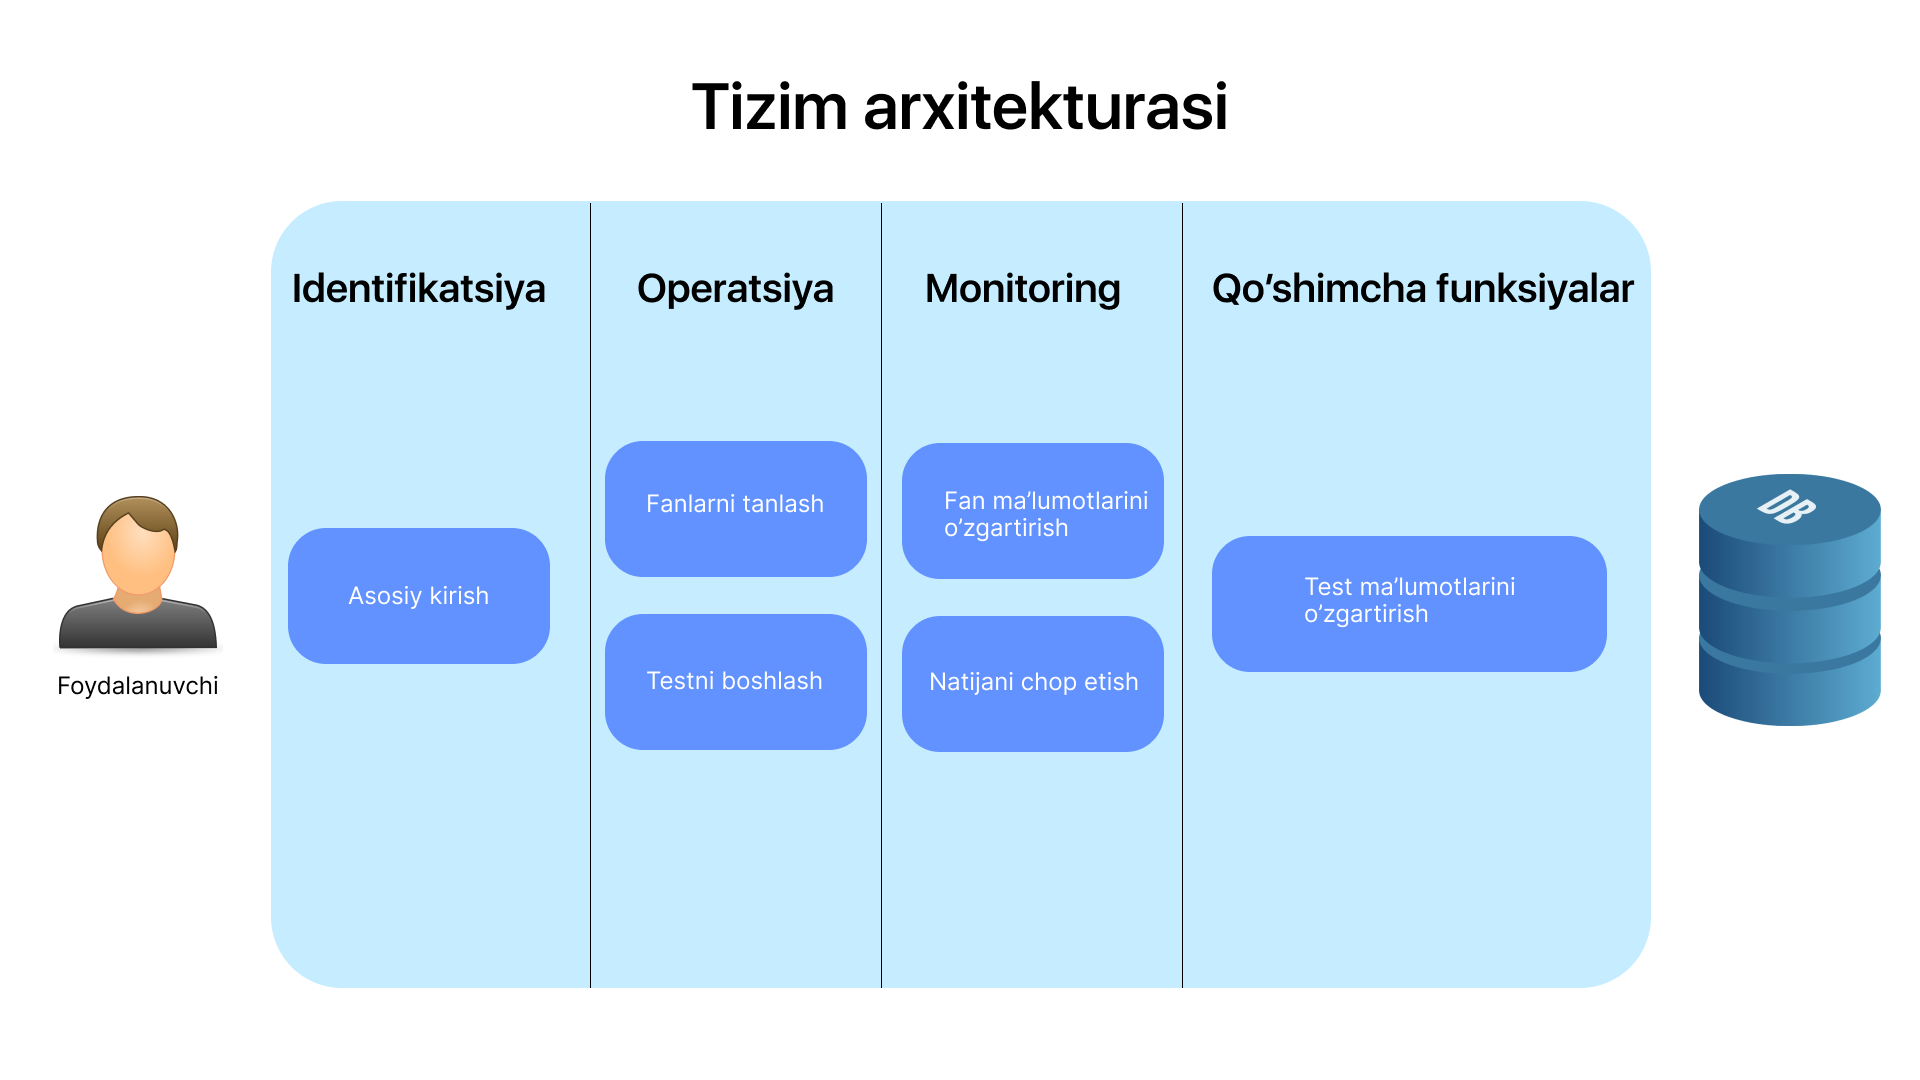 Tizim arxitekturasi
Identifikatsiya
Operatsiya
Monitoring
Qo’shimcha funksiyalar
Foydalanuvchi
Asosiy kirish
Fanlarni tanlash
Testni boshlash
Fan ma’lumotlarini
o’zgartirish
Natijani chop etish
Test ma’lumotlarini
o’zgartirish
DB